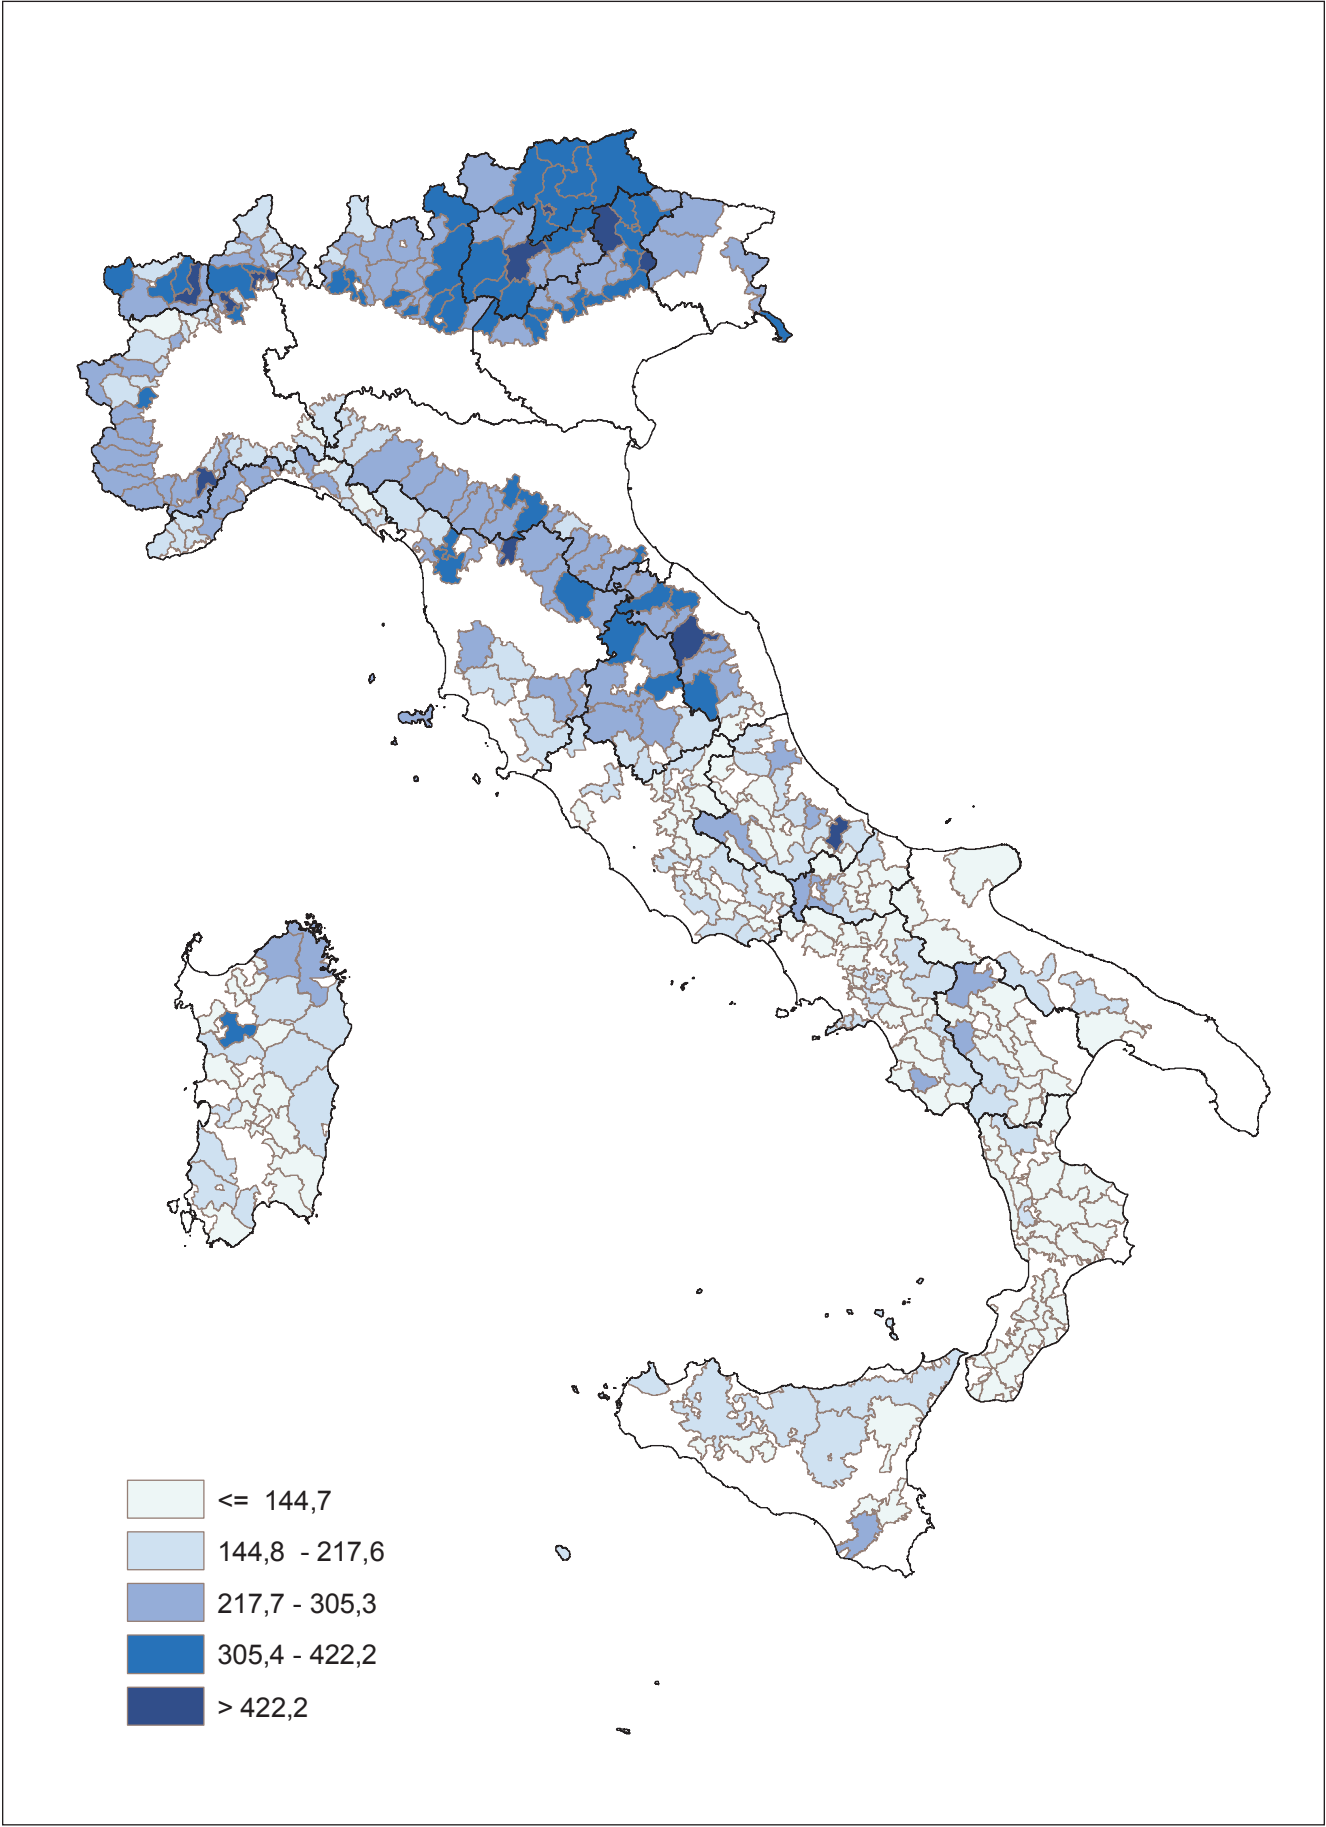 <= 144,7
144,8 - 217,6
217,7 - 305,3
305,4 - 422,2
> 422,2